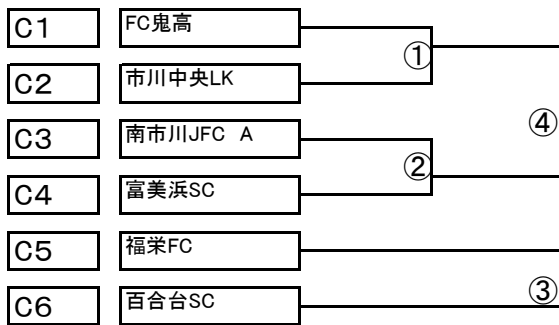 C1 FC鬼高
①
C2 市川中央LK
④
C3 南市川JFC A
②
C4 富美浜SC
C5 福栄FC
③
C6 百合台SC